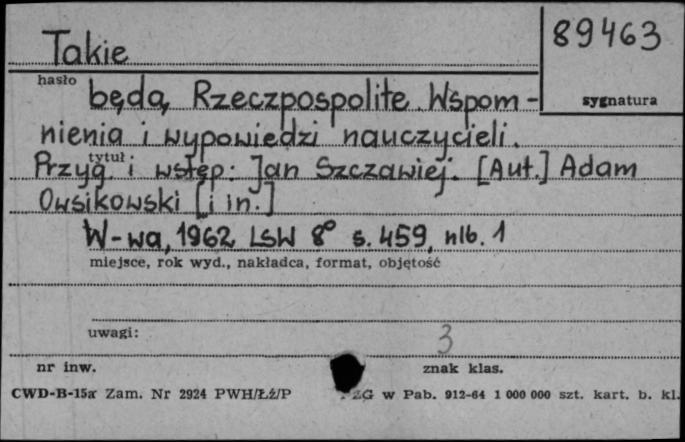 89463
Takie
hasło
sygnatura
będą Rzeczpospolite. Wspom-
nienia i wypowiedzi nauczycieli.
tytuł
Przyg. i wstęp: Jan Szczawiej. [Aut.] Adam
Owsikowski [i in.]
W-wa, 1962 LSW 8° s. 459, nlb. 1
miejsce, rok wyd., nakładca, format, objętość
uwagi:
3
nr inw.
znak klas.
CWD-B-15a Zam. Nr 2924 PWH/Łź/P
ZG w Pab. 912-64 1 000 000 szt. kart. b. kl.